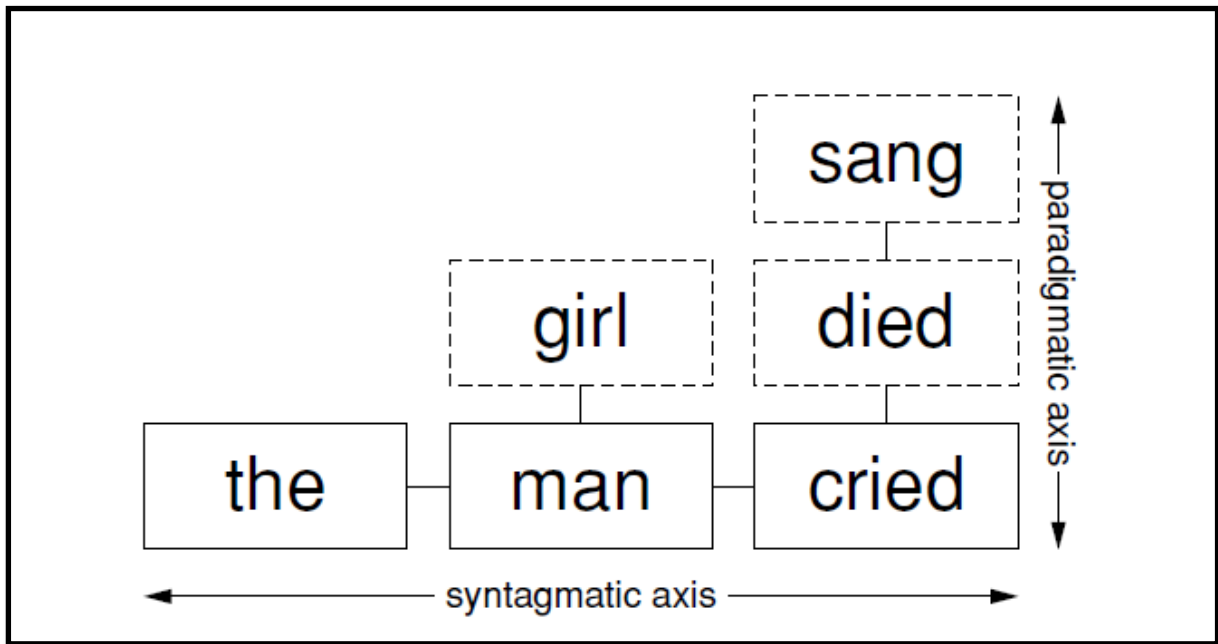 sang
girl died
the man cried
syntagmatic axis
paradigmatic axis